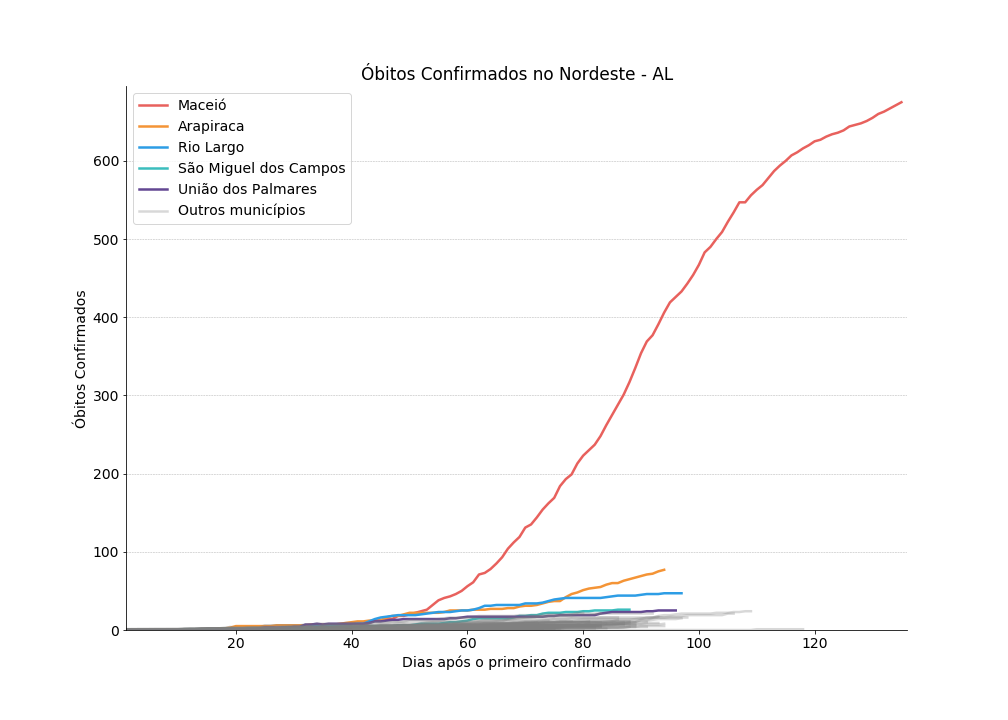 Óbitos Confirmados no Nordeste - AL
Maceió
Arapiraca
Rio Largo
São Miguel dos Campos
União dos Palmares
Outros municípios
Óbitos Confirmados
600
500
400
300
200
100
0
20 40 60 80 100 120
Dias após o primeiro confirmado